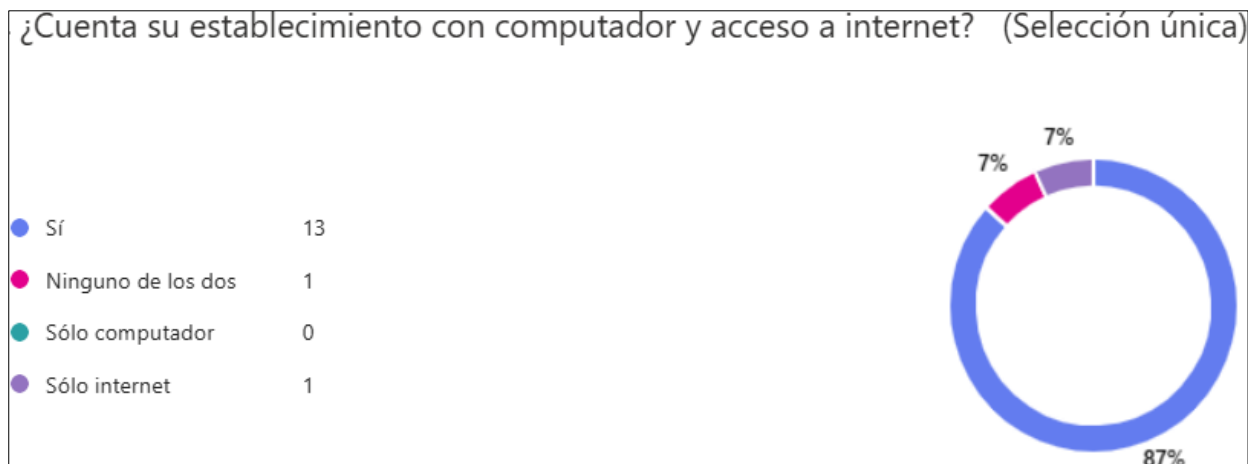 ¿Cuenta su establecimiento con computador y acceso a internet? (Selección única)
7%
7%
Sí 13
Ninguno de los dos 1
Sólo computador 0
Sólo internet 1
87%